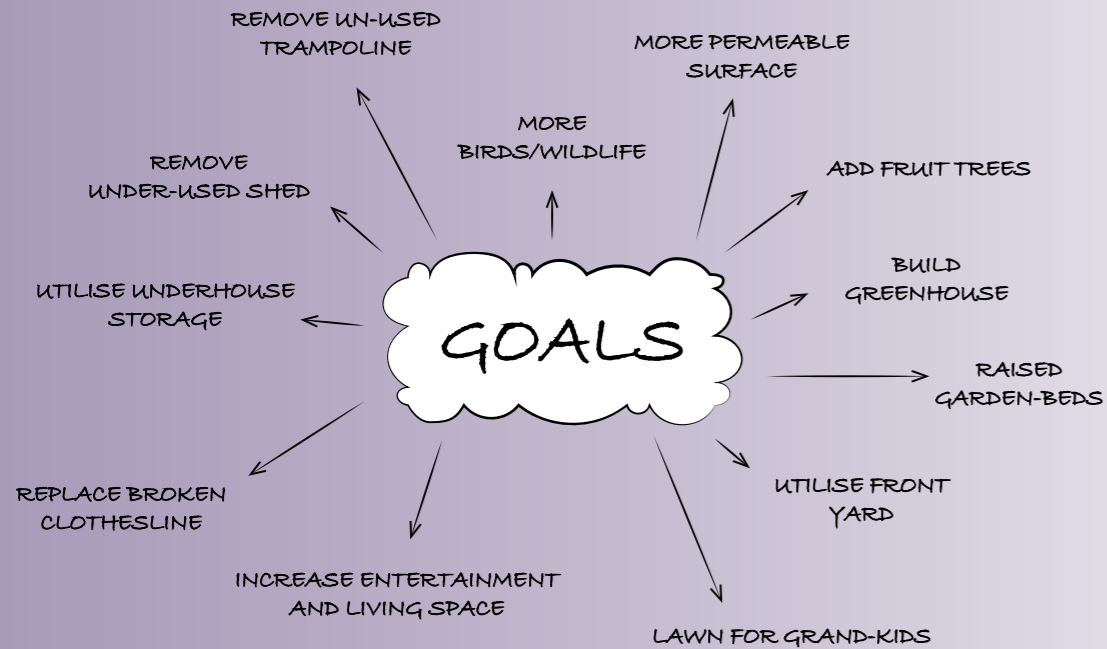 REMOVE UN-USED
TRAMPOLINE
MORE PERMEABLE
SURFACE
MORE
BIRDS/WILDLIFE
REMOVE
UNDER-USED SHED
ADD FRUIT TREES
BUILD
GREENHOUSE
UTILISE UNDERHOUSE
STORAGE
GOALS
RAISED
GARDEN-BEDS
UTILISE FRONT
YARD
REPLACE BROKEN
CLOTHESLINE
INCREASE ENTERTAINMENT
AND LIVING SPACE
LAWN FOR GRAND-KIDS